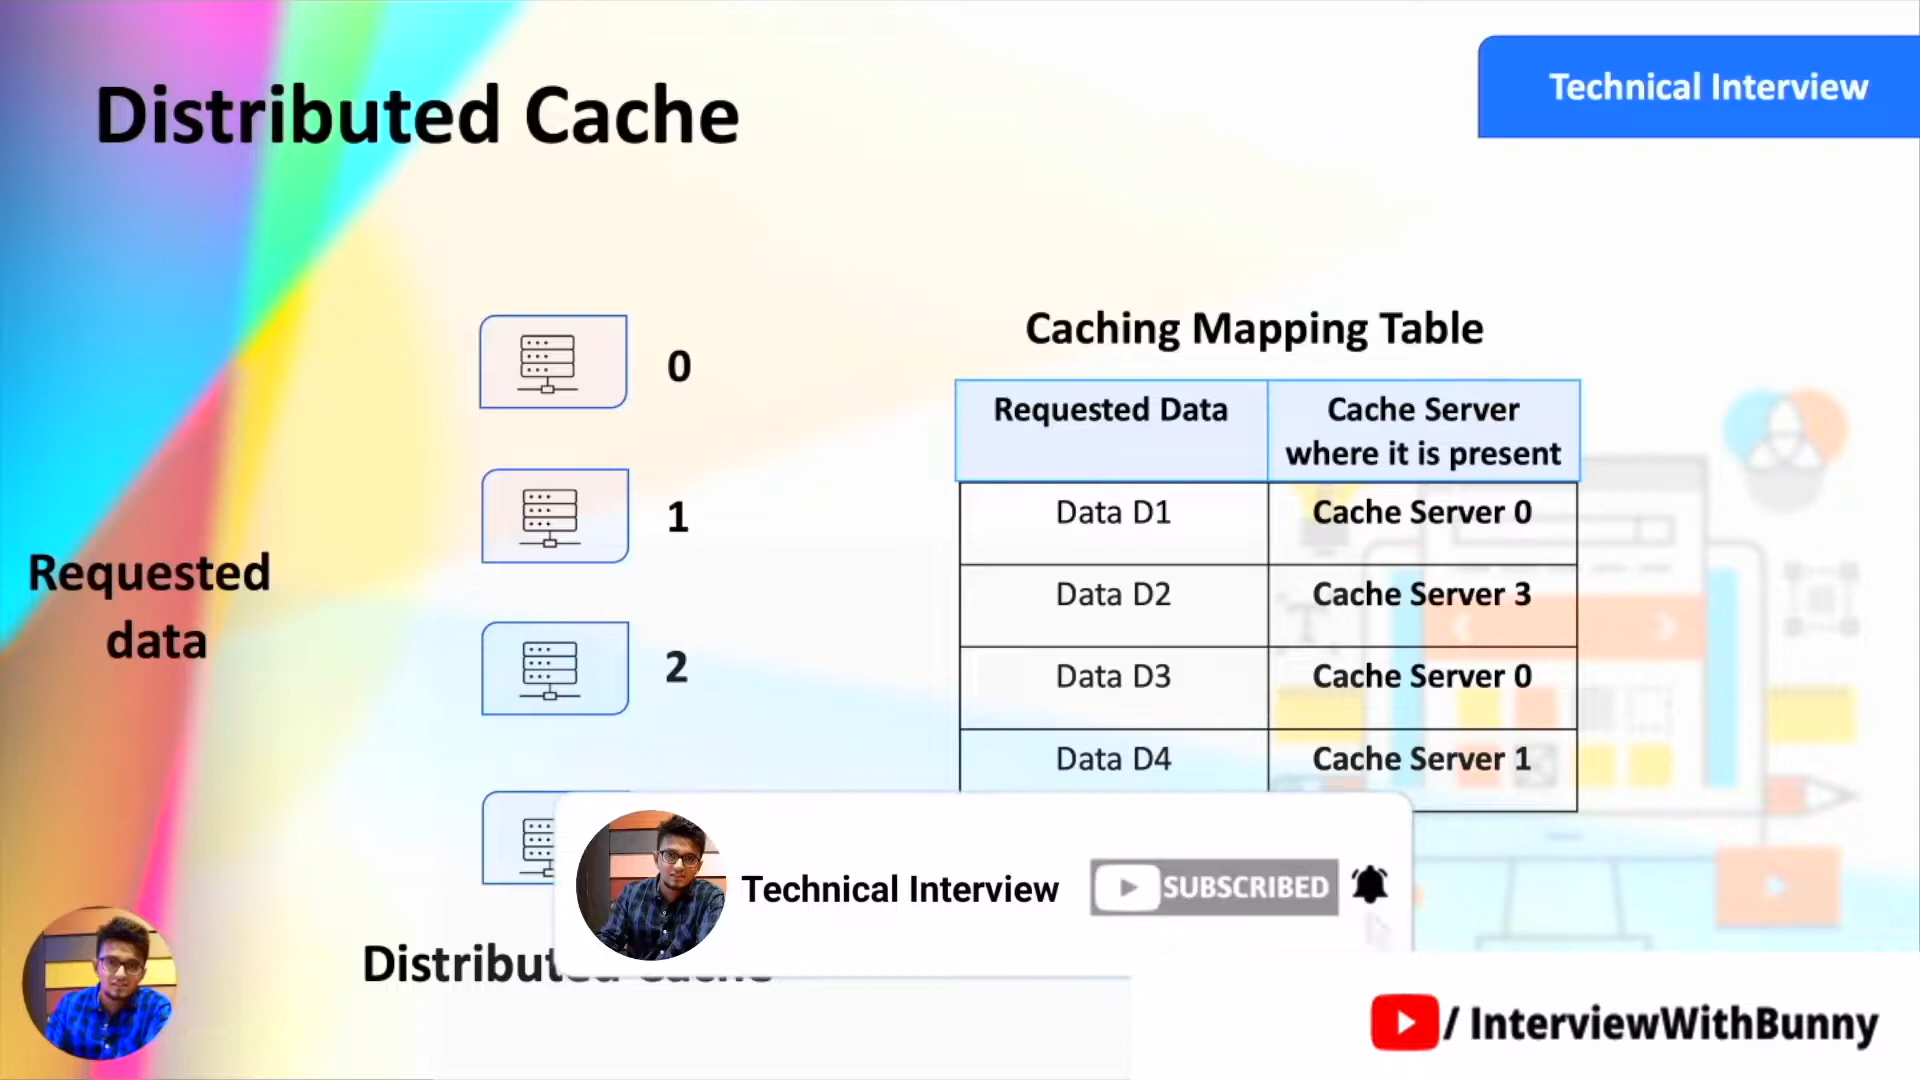 Distributed Cache
Technical Interview
Requested
data
0
1
2
Caching Mapping Table
Requested Data
Cache Server
where it is present
Data D1
Cache Server 0
Data D2
Cache Server 3
Data D3
Cache Server 0
Data D4
Cache Server 1
Technical Interview
SUBSCRIBED
Distributed Cache
/ InterviewWithBunny